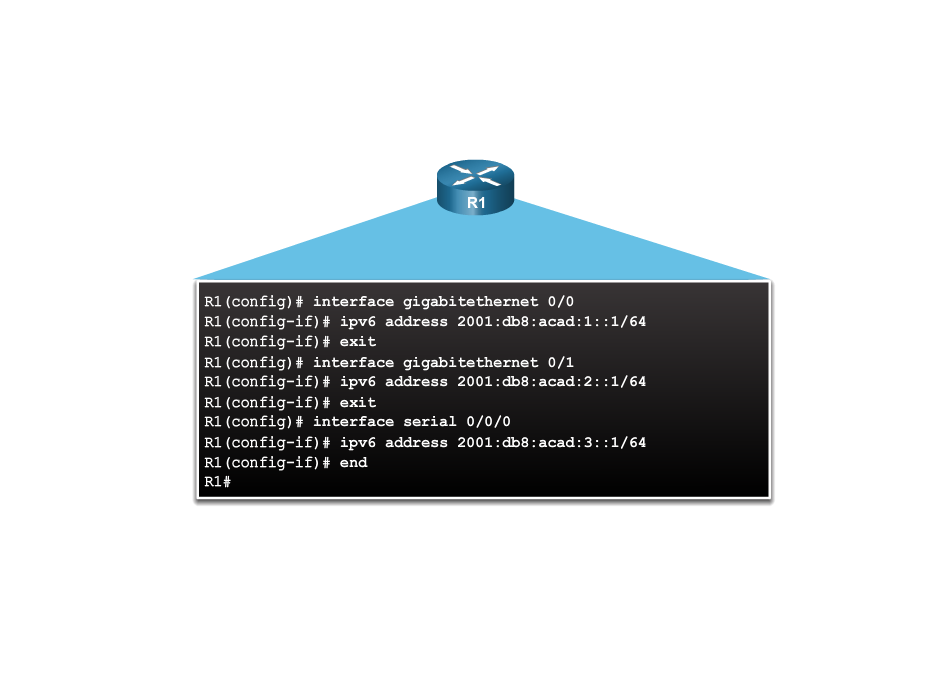 R1
R1(config)# interface gigabitethernet 0/0
R1(config-if)# ipv6 address 2001:db8:acad:1::1/64
R1(config-if)# exit
R1(config)# interface gigabitethernet 0/1
R1(config-if)# ipv6 address 2001:db8:acad:2::1/64
R1(config-if)# exit
R1(config)# interface serial 0/0/0
R1(config-if)# ipv6 address 2001:db8:acad:3::1/64
R1(config-if)# end
R1#